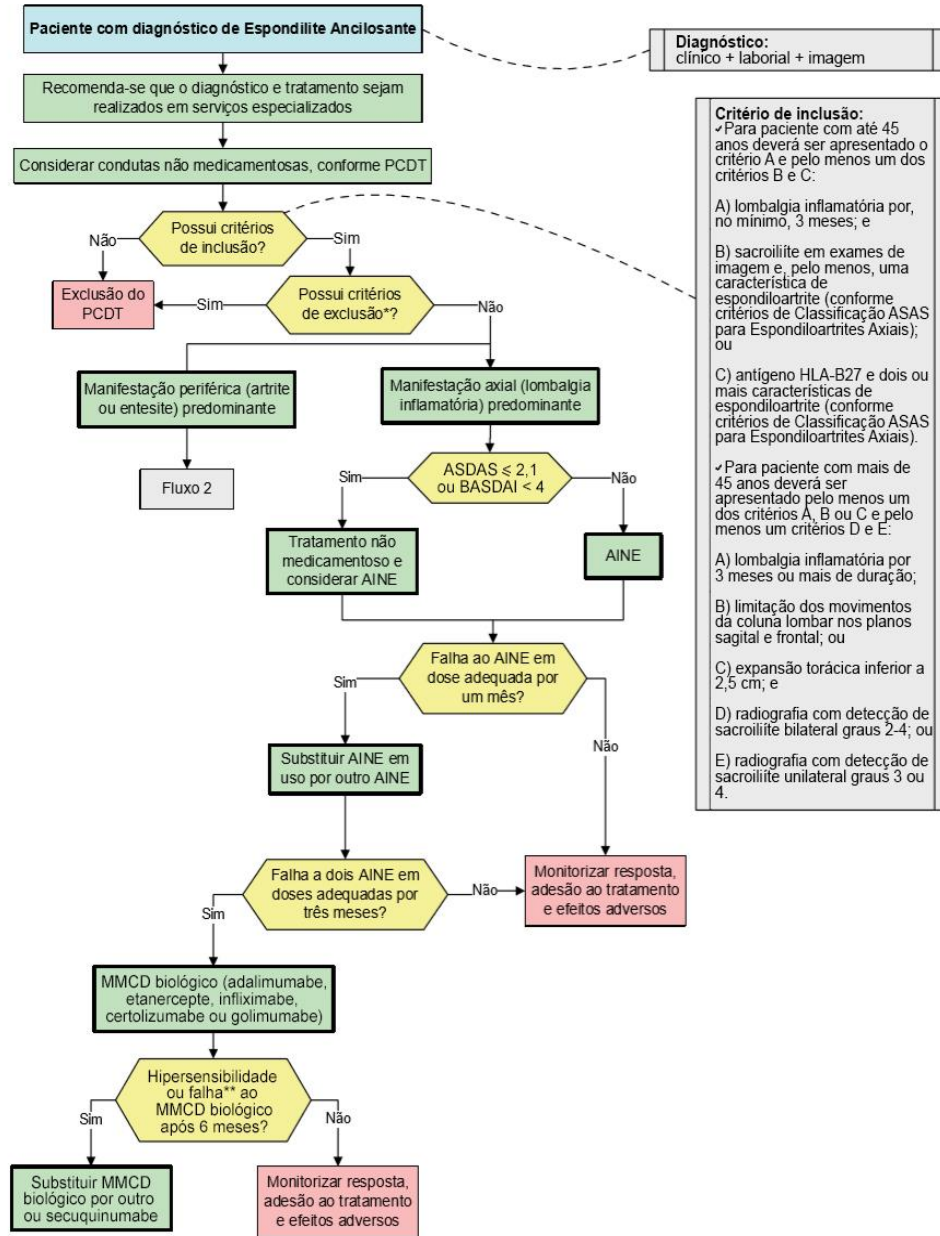 Paciente com diagnóstico de Espondilite Ancilosante
Diagnóstico:
clínico + laborial + imagem
Recomenda-se que o diagnóstico e tratamento sejam
realizados em serviços especializados
Considerar condutas não medicamentosas, conforme PCDT
Possui critérios
de inclusão?
Não
Sim
Exclusão do
PCDT
Sim
Possui critérios
de exclusão*?
Não
Manifestação periférica (artrite
ou entesite) predominante
Manifestação axial (lombalgia
inflamatória) predominante
Fluxo 2
ASDAS ⩽ 2,1
ou BASDAI < 4
Sim
Não
Tratamento não
medicamentoso e
considerar AINE
AINE
Falha ao AINE em
dose adequada por
um mês?
Sim
Não
Substituir AINE em
uso por outro AINE
Falha a dois AINE em
doses adequadas por
três meses?
Não
Sim
Monitorizar resposta,
adesão ao tratamento
e efeitos adversos
MMCD biológico (adalimumabe,
etanercepte, infliximabe,
certolizumabe ou golimumabe)
Hipersensibilidade
ou falha** ao
MMCD biológico
após 6 meses?
Sim
Não
Substituir MMCD
biológico por outro
ou secuquinumabe
Monitorizar resposta,
adesão ao tratamento
e efeitos adversos
Critério de inclusão:
✓Para paciente com até 45
anos deverá ser apresentado o
critério A e pelo menos um dos
critérios B e C:
A) lombalgia inflamatória por,
no mínimo, 3 meses; e
B) sacroiliíte em exames de
imagem e, pelo menos, uma
característica de
espondiloartrite (conforme
critérios de Classificação ASAS
para Espondiloartrites Axiais);
ou
C) antígeno HLA-B27 e dois ou
mais características de
espondiloartrite (conforme
critérios de Classificação ASAS
para Espondiloartrites Axiais).
✓Para paciente com mais de
45 anos deverá ser
apresentado pelo menos um
dos critérios A, B ou C e pelo
menos um critérios D e E:
A) lombalgia inflamatória por
3 meses ou mais de duração;
B) limitação dos movimentos
da coluna lombar nos planos
sagital e frontal; ou
C) expansão torácica inferior a
2,5 cm; e
D) radiografia com detecção de
sacroiliíte bilateral graus 2-4; ou
E) radiografia com detecção de
sacroiliíte unilateral graus 3 ou
4.